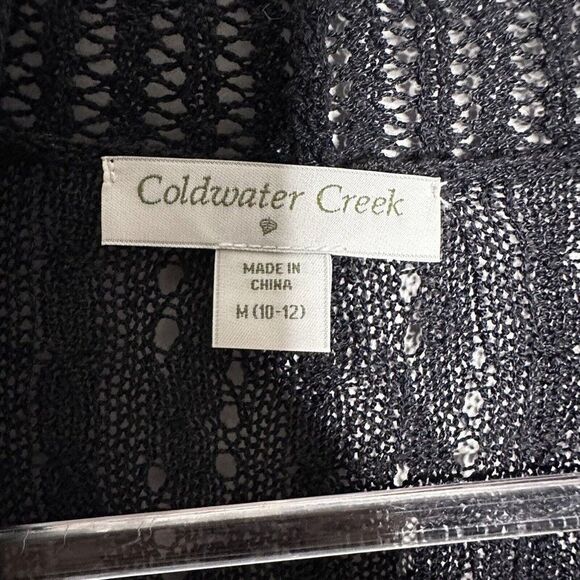 Coldwater Creek
MADE IN
CHINA
M (10-12)